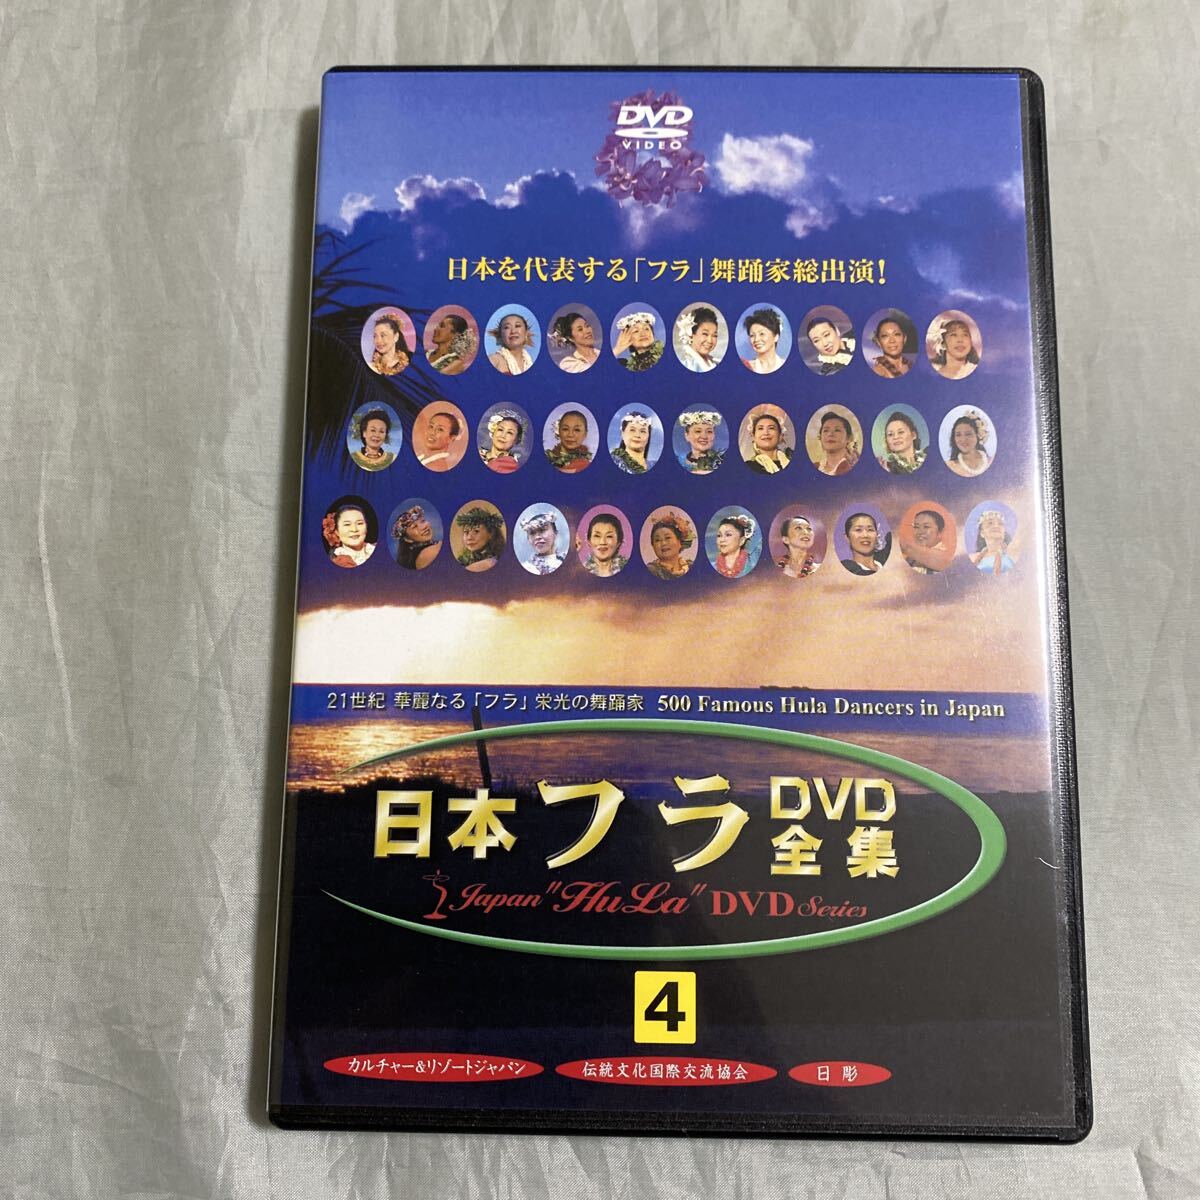 DVD
VIDEO
日本を代表する「フラ」舞踊家総出演!
21世紀 華麗なる「フラ」栄光の舞踊家 500 Famous Hula Dancers in Japan
日本フラ DVD全集
Japan "HuLa" DVD Series
4
カルチャー&リゾートジャパン 伝統文化国際交流協会 日彫